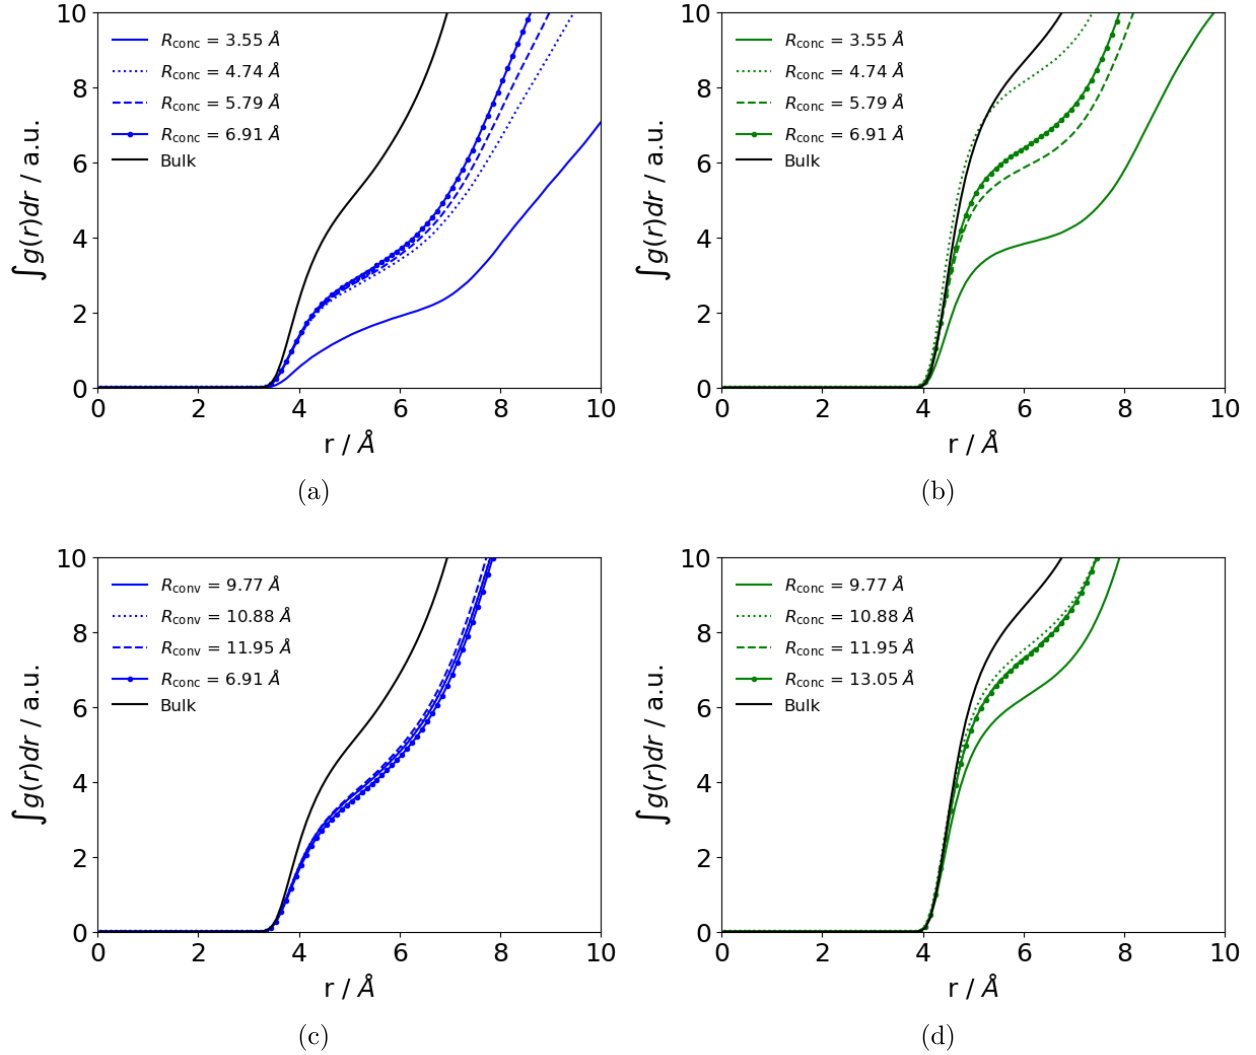 10
8
6
4
2
0
∫g(r)dr / a.u.
R_conc = 3.55 Å
R_conc = 4.74 Å
R_conc = 5.79 Å
R_conc = 6.91 Å
Bulk
0 2 4 6 8 10
r / Å
(a)
10
8
6
4
2
0
∫g(r)dr / a.u.
R_conc = 3.55 Å
R_conc = 4.74 Å
R_conc = 5.79 Å
R_conc = 6.91 Å
Bulk
0 2 4 6 8 10
r / Å
(b)
10
8
6
4
2
0
∫g(r)dr / a.u.
R_conv = 9.77 Å
R_conv = 10.88 Å
R_conv = 11.95 Å
R_conc = 6.91 Å
Bulk
0 2 4 6 8 10
r / Å
(c)
10
8
6
4
2
0
∫g(r)dr / a.u.
R_conc = 9.77 Å
R_conc = 10.88 Å
R_conc = 11.95 Å
R_conc = 13.05 Å
Bulk
0 2 4 6 8 10
r / Å
(d)